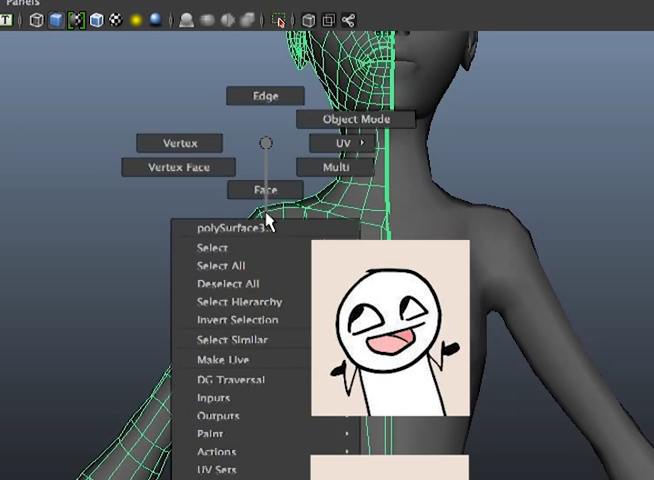 Panels
T
Edge
Object Mode
Vertex
UV
Vertex Face
Multi
Face
Select
Select All
Deselect All
Select Hierarchy
Invert Selection
Select Similar
Make Live
DG Traversal
Inputs
Outputs
Paint
Actions
UV Sets